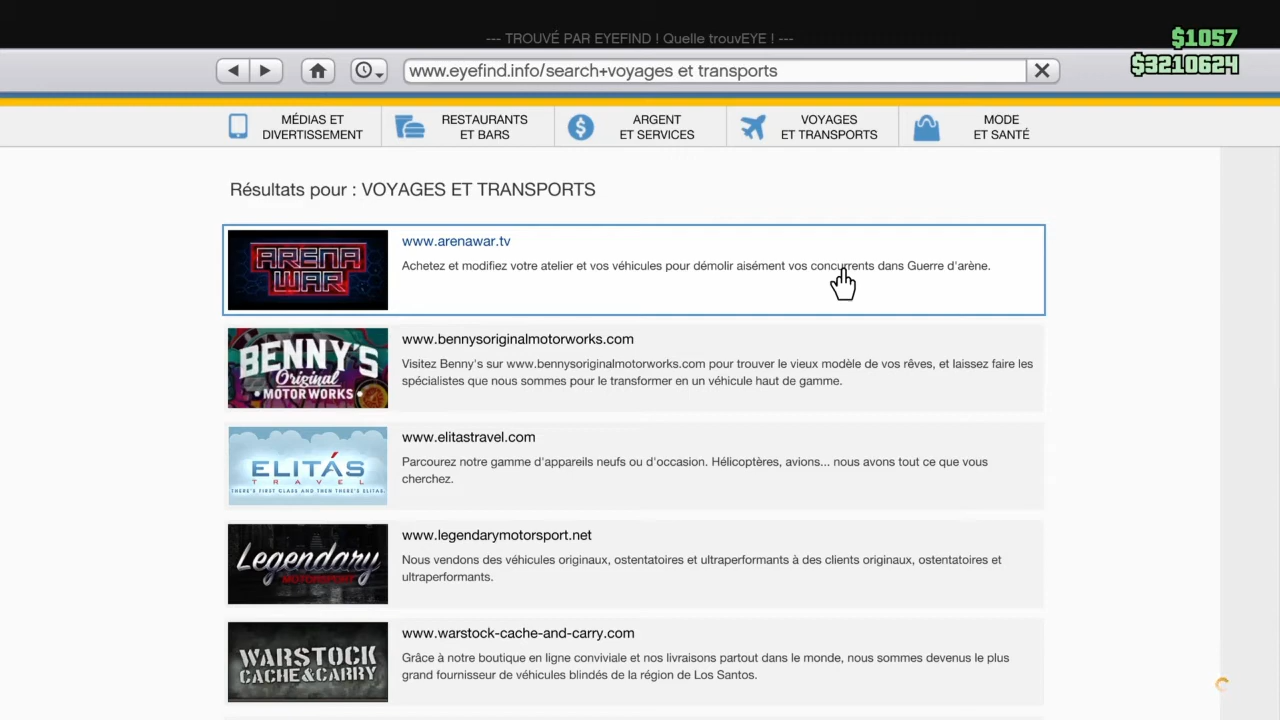 --- TROUVÉ PAR EYEFIND ! Quelle trouvEYE ! ---
$1057
$3210624
www.eyefind.info/search+voyages et transports
MÉDIAS ET
DIVERTISSEMENT
RESTAURANTS
ET BARS
ARGENT
ET SERVICES
VOYAGES
ET TRANSPORTS
MODE
ET SANTÉ
Résultats pour : VOYAGES ET TRANSPORTS
ARENA
WAR
www.arenawar.tv
Achetez et modifiez votre atelier et vos véhicules pour démolir aisément vos concurrents dans Guerre d'arène.
BENNY'S
Original
MOTOR WORKS
www.bennysoriginalmotorworks.com
Visitez Benny's sur www.bennysoriginalmotorworks.com pour trouver le vieux modèle de vos rêves, et laissez faire les
spécialistes que nous sommes pour le transformer en un véhicule haut de gamme.
ELITÁS
TRAVEL
THERE'S FIRST CLASS AND THEN THERE'S ELITAS.
www.elitastravel.com
Parcourez notre gamme d'appareils neufs ou d'occasion. Hélicoptères, avions... nous avons tout ce que vous
cherchez.
Legendary
MOTORSPORT
www.legendarymotorsport.net
Nous vendons des véhicules originaux, ostentatoires et ultraperformants à des clients originaux, ostentatoires et
ultraperformants.
WARSTOCK
CACHE & CARRY
www.warstock-cache-and-carry.com
Grâce à notre boutique en ligne conviviale et nos livraisons partout dans le monde, nous sommes devenus le plus
grand fournisseur de véhicules blindés de la région de Los Santos.